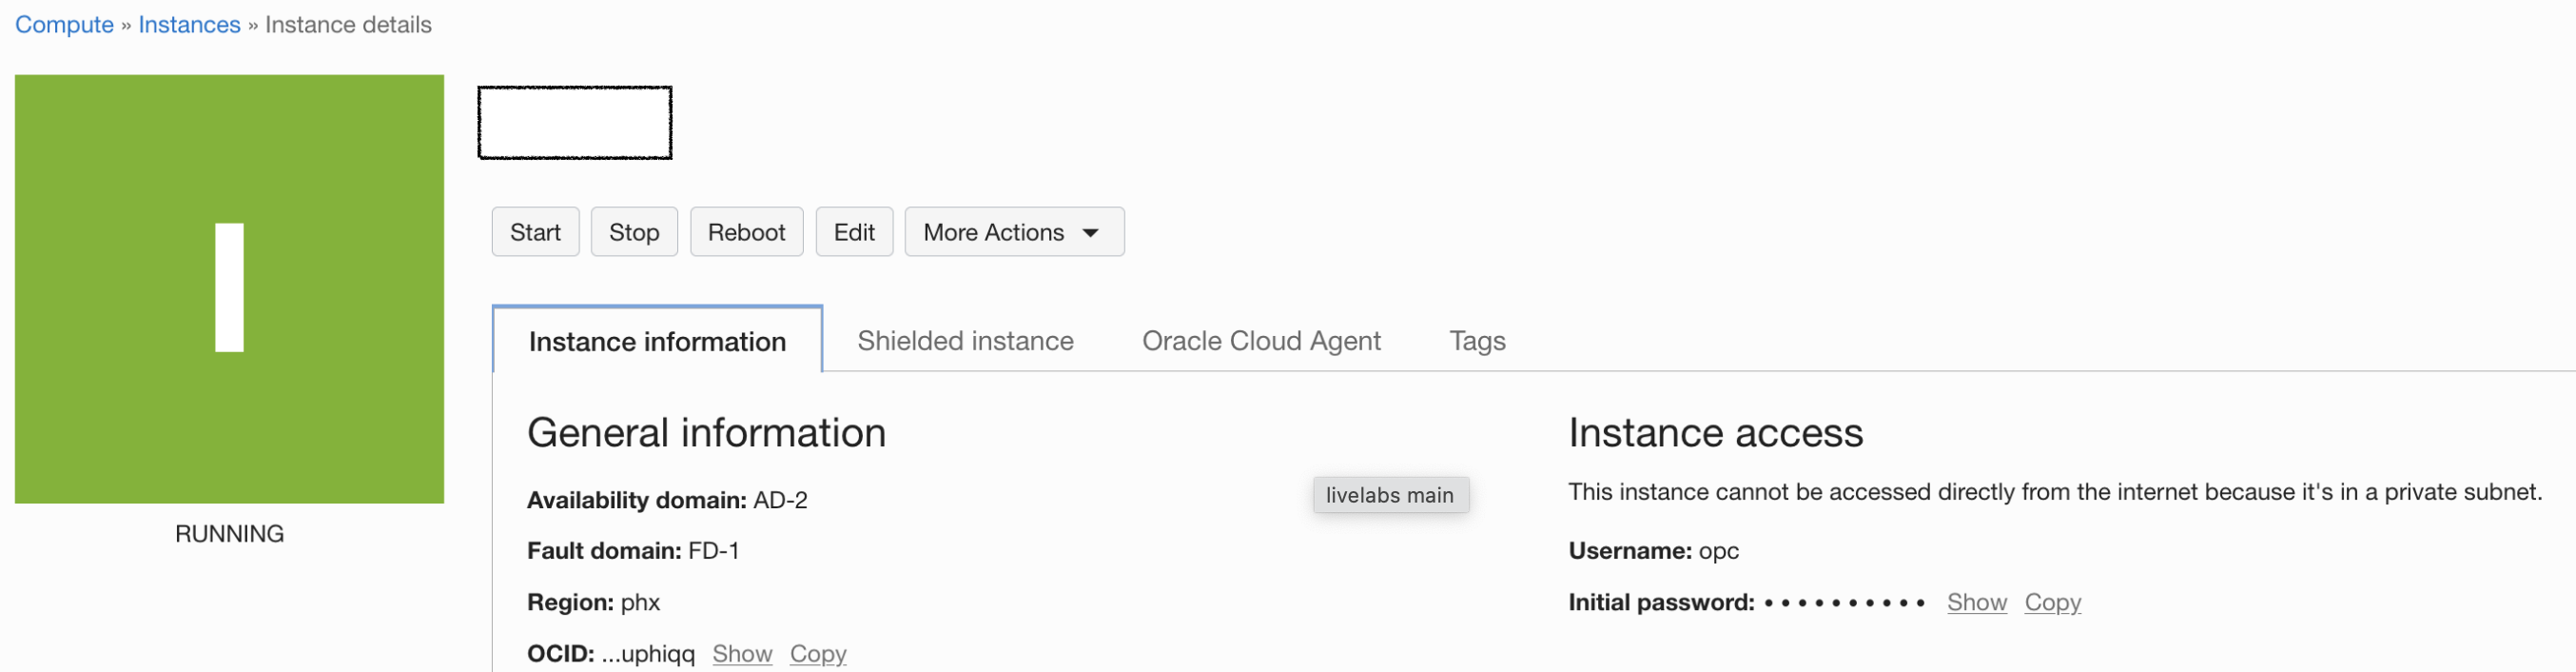 Compute » Instances » Instance details
I
RUNNING
Start Stop Reboot Edit More Actions
Instance information Shielded instance Oracle Cloud Agent Tags
General information
Availability domain: AD-2
Fault domain: FD-1
Region: phx
OCID: ...uphiqq Show Copy
livelabs main
Instance access
This instance cannot be accessed directly from the internet because it's in a private subnet.
Username: opc
Initial password: •••••••••• Show Copy